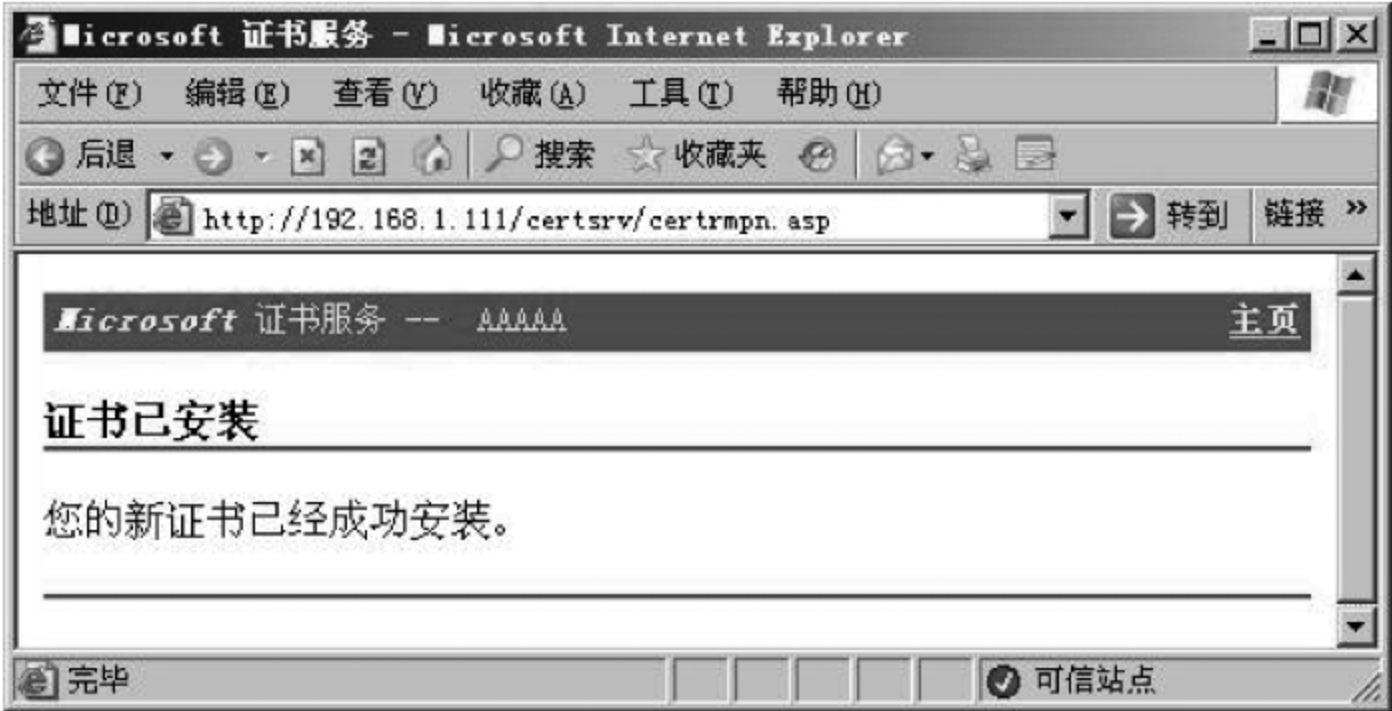 Microsoft 证书服务 - Microsoft Internet Explorer
文件(F) 编辑(E) 查看(V) 收藏(A) 工具(T) 帮助(H)
后退 搜索 收藏夹
地址(D) http://192.168.1.111/certsrv/certrmpn.asp 转到 链接 »
Microsoft 证书服务 -- AAAAA 主页
证书已安装
您的新证书已经成功安装。
完毕 可信站点